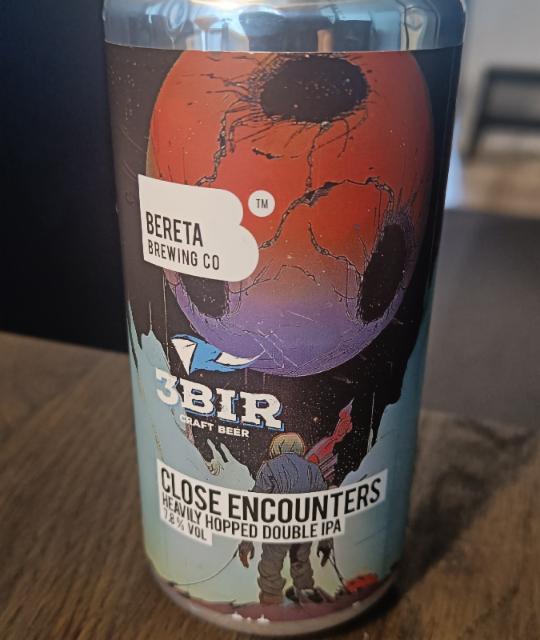 TM
BERETA
BREWING CO
3BIR
CRAFT BEER
CLOSE ENCOUNTERS
HEAVILY HOPPED DOUBLE IPA
7.8% VOL